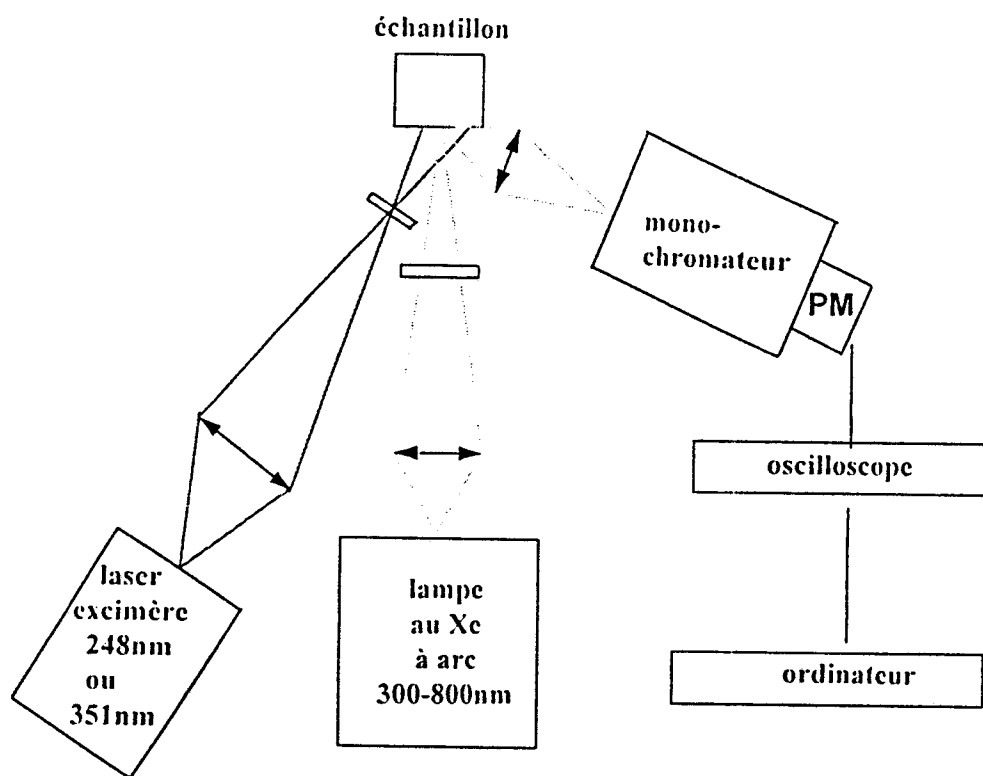 échantillon
mono-
chromateur
PM
oscilloscope
laser
excimère
248nm
ou
351nm
lampe
au Xe
à arc
300-800nm
ordinateur